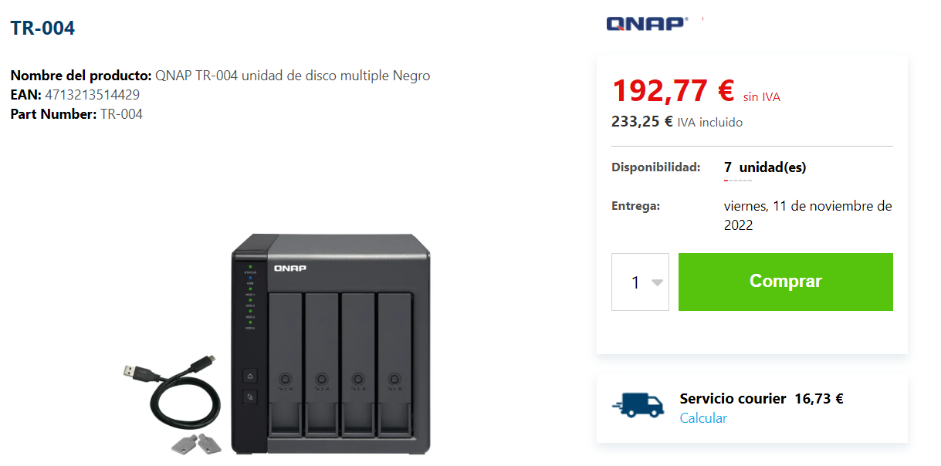 TR-004
Nombre del producto: QNAP TR-004 unidad de disco multiple Negro
EAN: 4713213514429
Part Number: TR-004
QNAP
QNAP
192,77 € sin IVA
233,25 € IVA incluido
Disponibilidad: 7 unidad(es)
Entrega: viernes, 11 de noviembre de
2022
1
Comprar
Servicio courier 16,73 €
Calcular